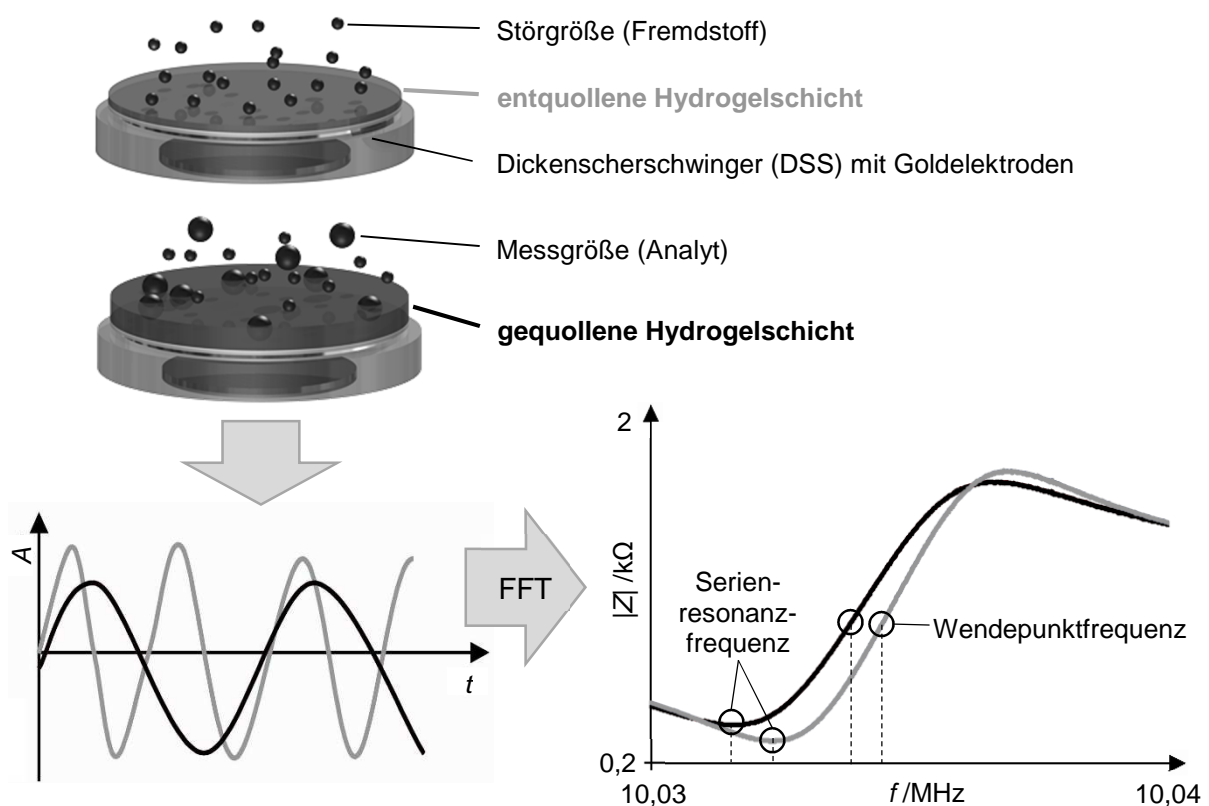 Störgröße (Fremdstoff)
entquollene Hydrogelschicht
Dickenscherschwinger (DSS) mit Goldelektroden
Messgröße (Analyt)
gequollene Hydrogelschicht
A
t
FFT
2
|Z| /kΩ
Serien-
resonanz-
frequenz
Wendepunktfrequenz
0,2
10,03
f /MHz
10,04